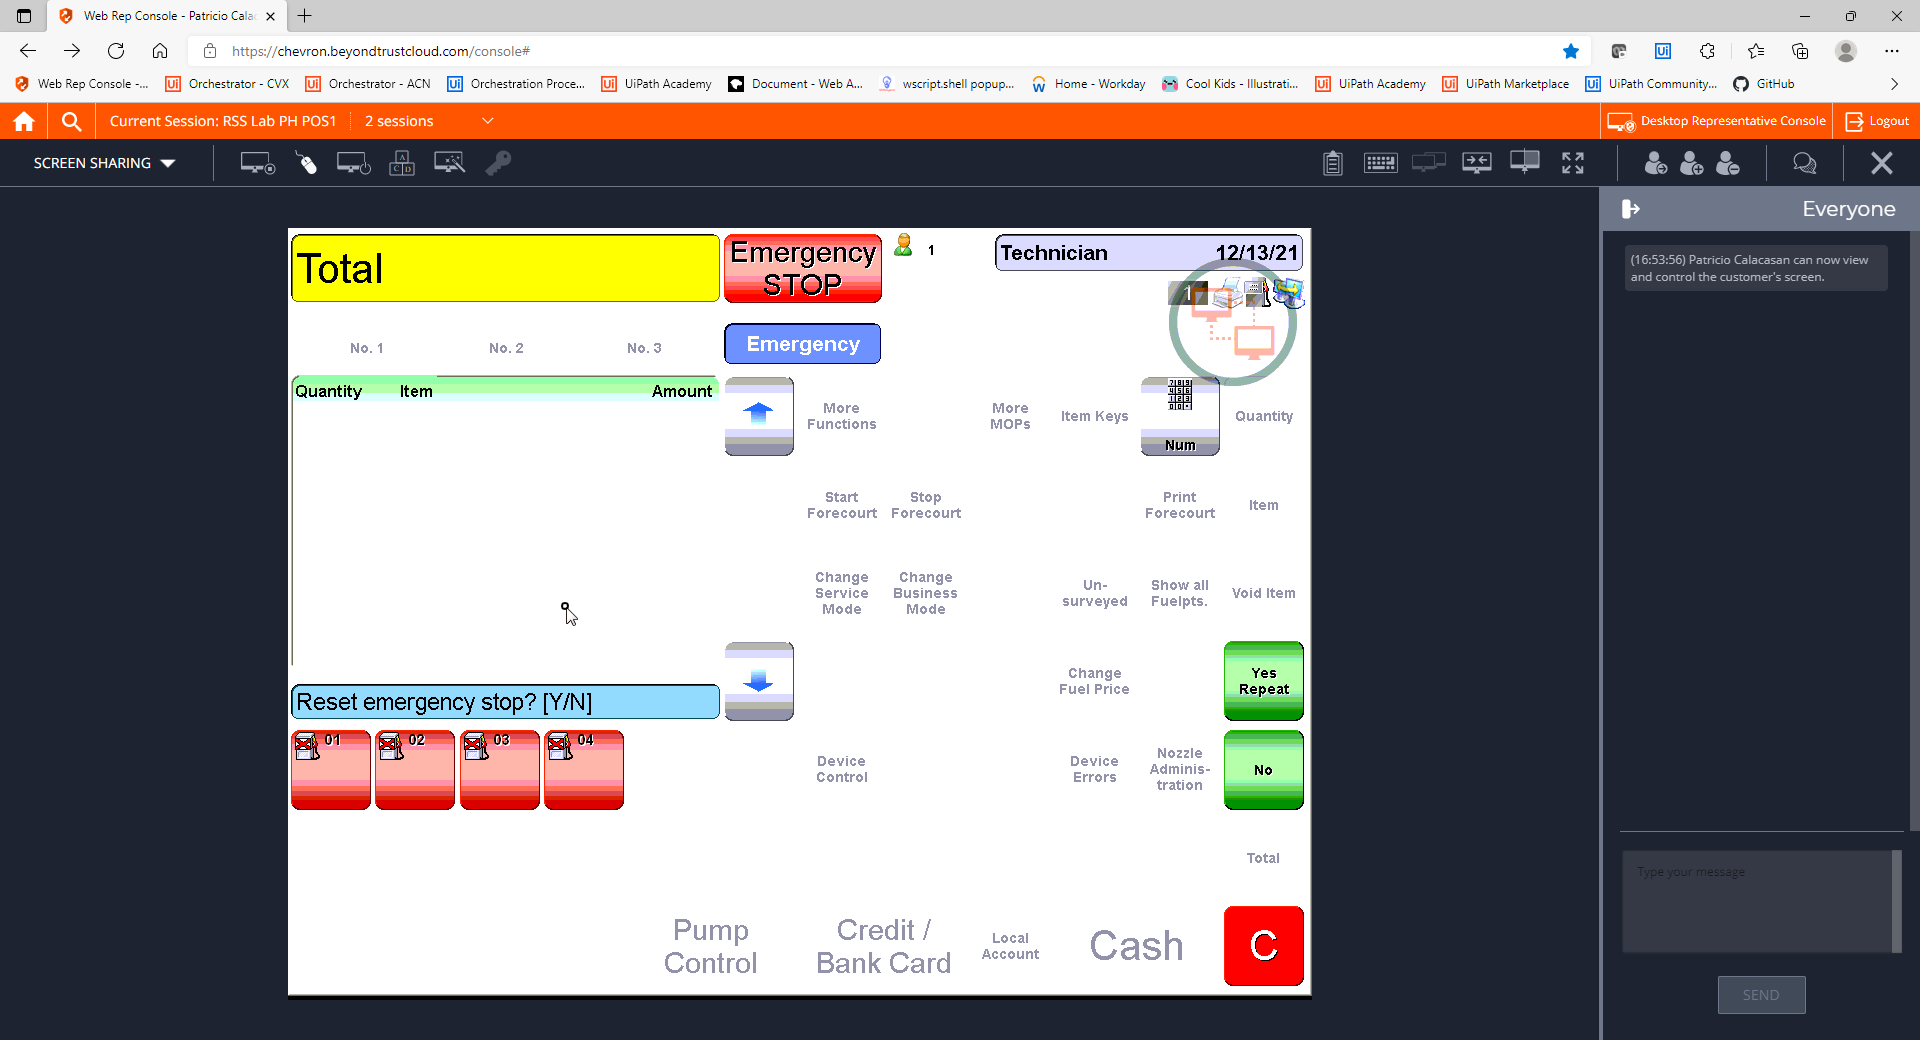 Web Rep Console - Patricio Cala
https://chevron.beyondtrustcloud.com/console#
Web Rep Console -...
Orchestrator - CVX
Orchestrator - ACN
Orchestration Proce...
UiPath Academy
Document - Web A...
wscript.shell popup...
Home - Workday
Cool Kids - Illustrati...
UiPath Academy
UiPath Marketplace
UiPath Community...
GitHub
Current Session: RSS Lab PH POS1
2 sessions
Desktop Representative Console
Logout
SCREEN SHARING
Everyone
(16:53:56) Patricio Calacasan can now view
and control the customer's screen.
Total
Emergency
STOP
1
Technician 12/13/21
1
No. 1
No. 2
No. 3
Emergency
Quantity Item Amount
More
Functions
More
MOPs
Item Keys
Num
Quantity
Start
Forecourt
Stop
Forecourt
Print
Forecourt
Item
Change
Service
Mode
Change
Business
Mode
Un-
surveyed
Show all
Fuelpts.
Void Item
Change
Fuel Price
Yes
Repeat
Reset emergency stop? [Y/N]
01
02
03
04
Device
Control
Device
Errors
Nozzle
Adminis-
tration
No
Total
Pump
Control
Credit /
Bank Card
Local
Account
Cash
C
Type your message
SEND